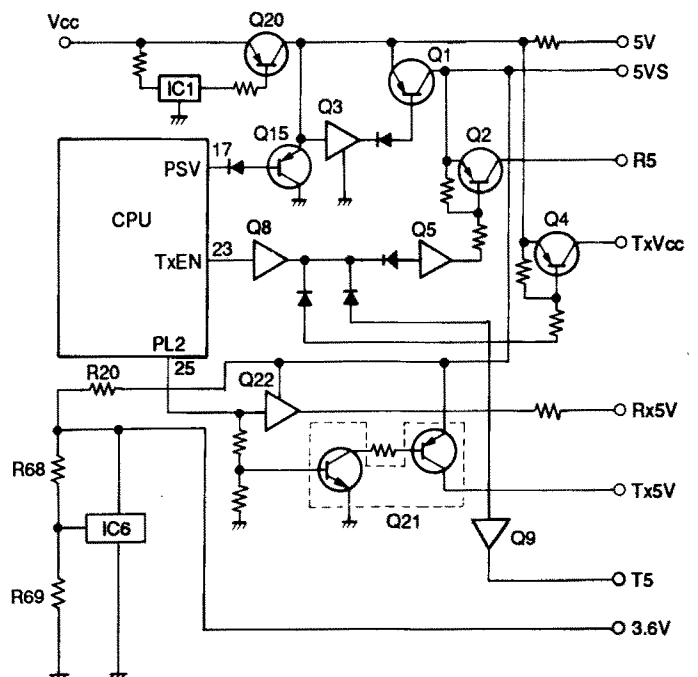 Vcc
Q20
5V
Q1
5VS
IC1
Q3
Q15
Q2
17
PSV
R5
CPU
Q8
Q5
Q4
TxVcc
23
TxEN
PL2
25
R20
Q22
Rx5V
R68
Tx5V
IC6
Q21
Q9
R69
T5
3.6V